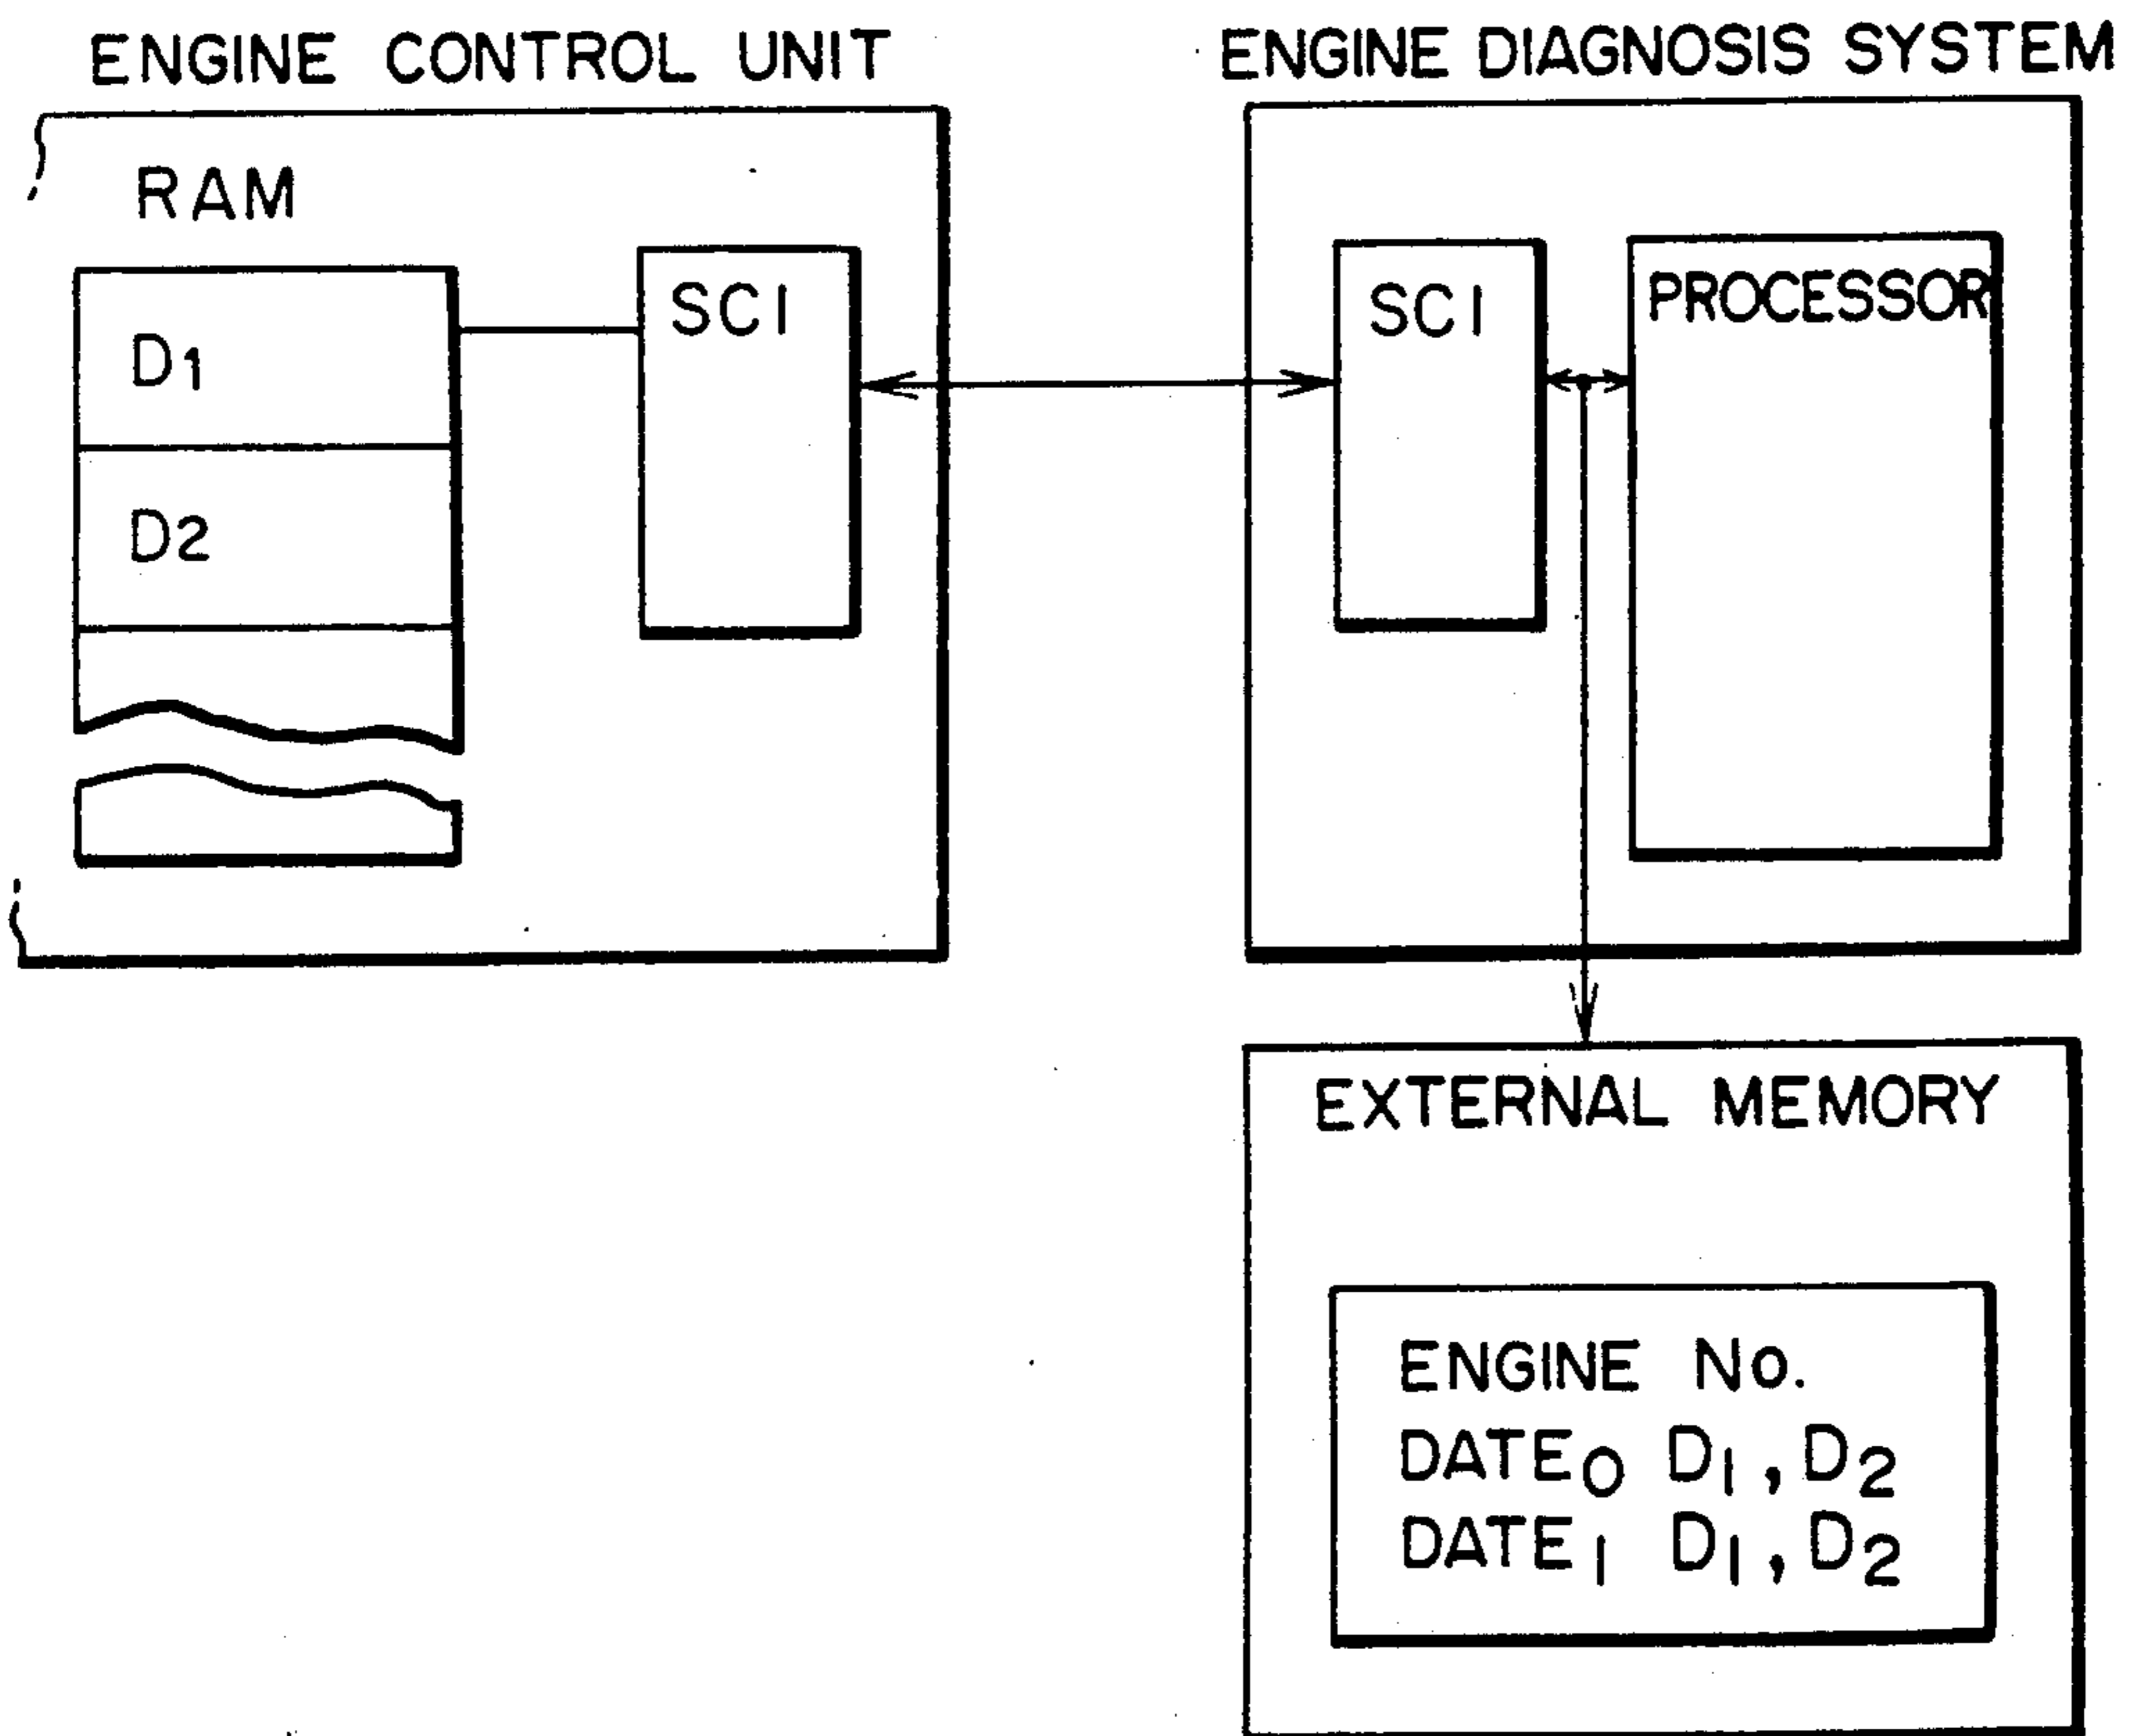 ENGINE CONTROL UNIT
RAM
D1
D2
SCI
ENGINE DIAGNOSIS SYSTEM
SCI
PROCESSOR
EXTERNAL MEMORY
ENGINE No.
DATE0 D1, D2
DATE1 D1, D2